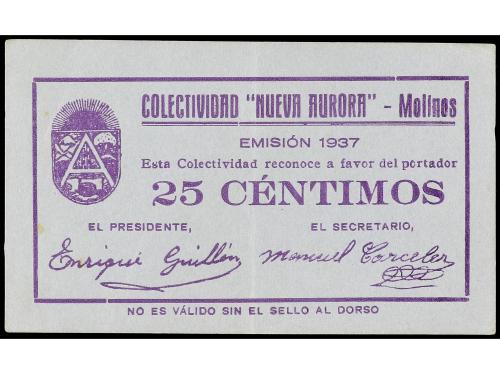 COLECTIVIDAD "NUEVA AURORA" - Molinos
EMISIÓN 1937
Esta Colectividad reconoce a favor del portador
25 CÉNTIMOS
EL PRESIDENTE, EL SECRETARIO,
Enrique Guillén Manuel Carceler
NO ES VÁLIDO SIN EL SELLO AL DORSO